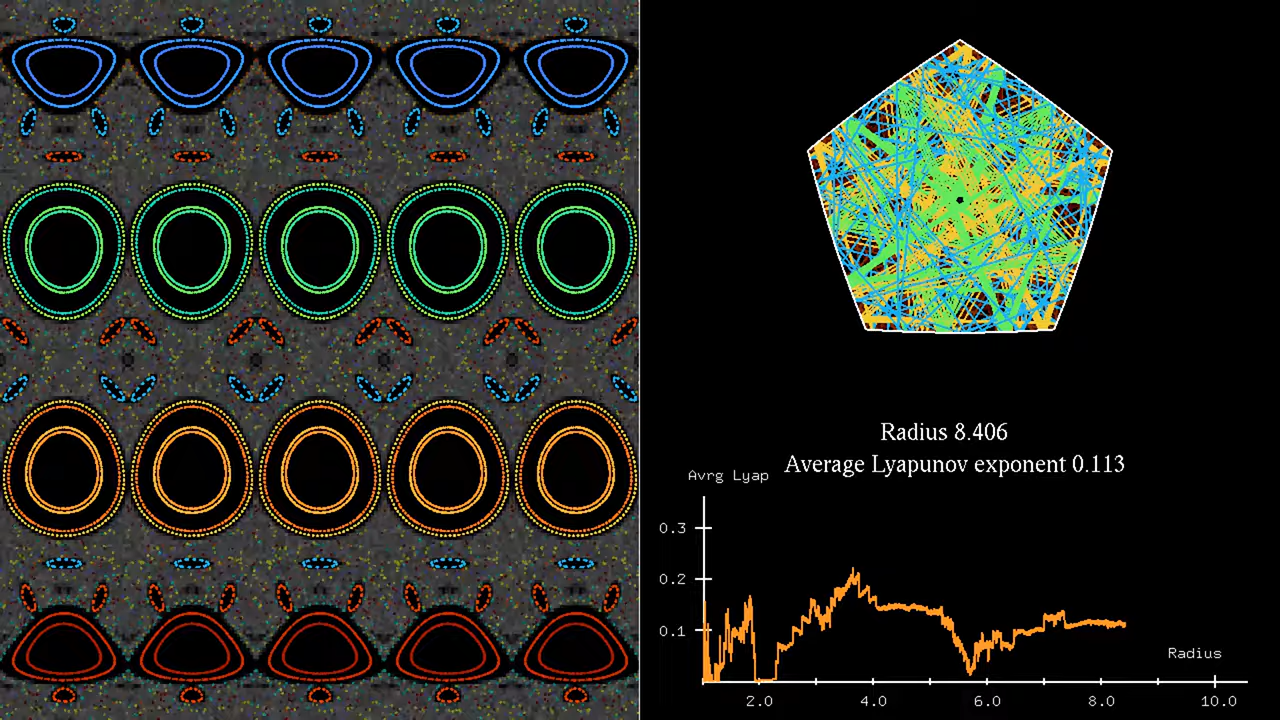 Radius 8.406
Average Lyapunov exponent 0.113
Avrg Lyap
0.3
0.2
0.1
Radius
2.0 4.0 6.0 8.0 10.0